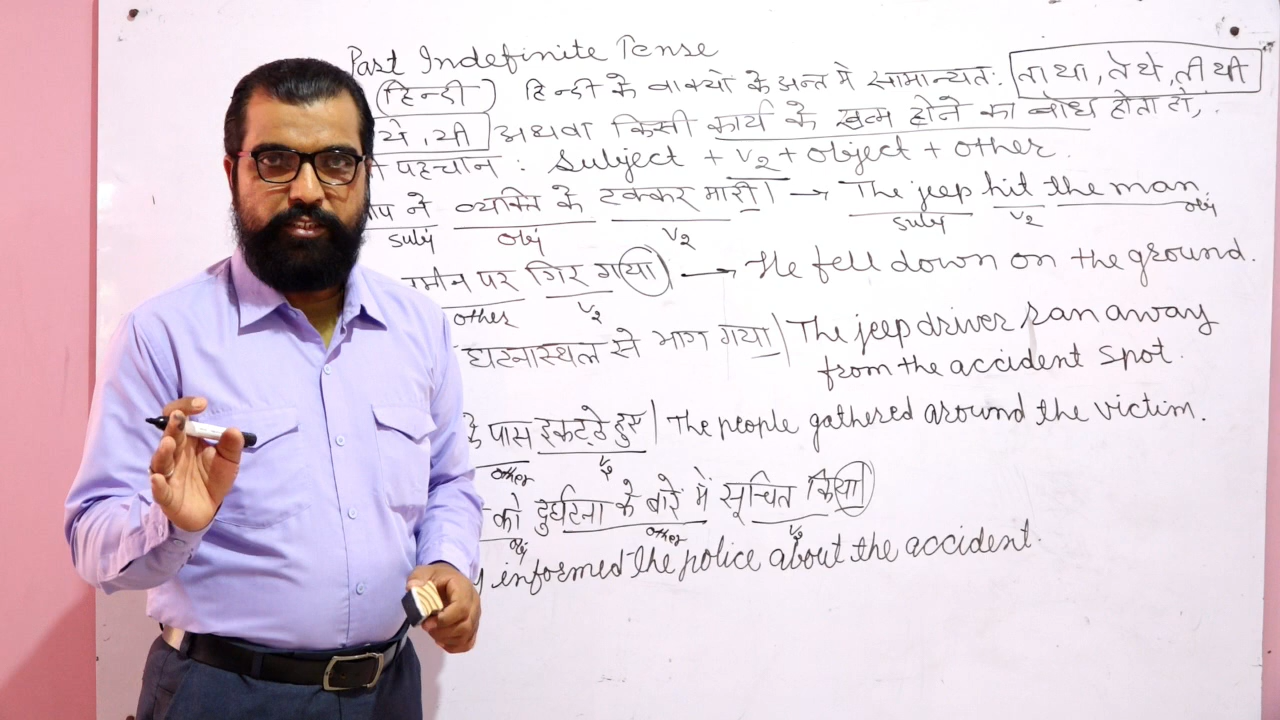 Past Indefinite Tense
(हिन्दी) हिन्दी के वाक्यों के अन्त में सामान्यत: ता था, ते थे, ती थी
ये, यी अथवा किसी कार्य के खत्म होने का बोध होता हो,
पहचान : Subject + V2 + object + other.
ने व्यक्ति के टक्कर मारी। → The jeep hit the man.
subj obj V2 subj V2 obj
जमीन पर गिर गया → He fell down on the ground.
other V2
घटनास्थल से भाग गया | The jeep driver ran away
from the accident spot.
के पास इकट्ठे हुए | The people gathered around the victim.
other V2
को दुर्घटना के बारे में सूचित किया
obj other V2
informed the police about the accident.